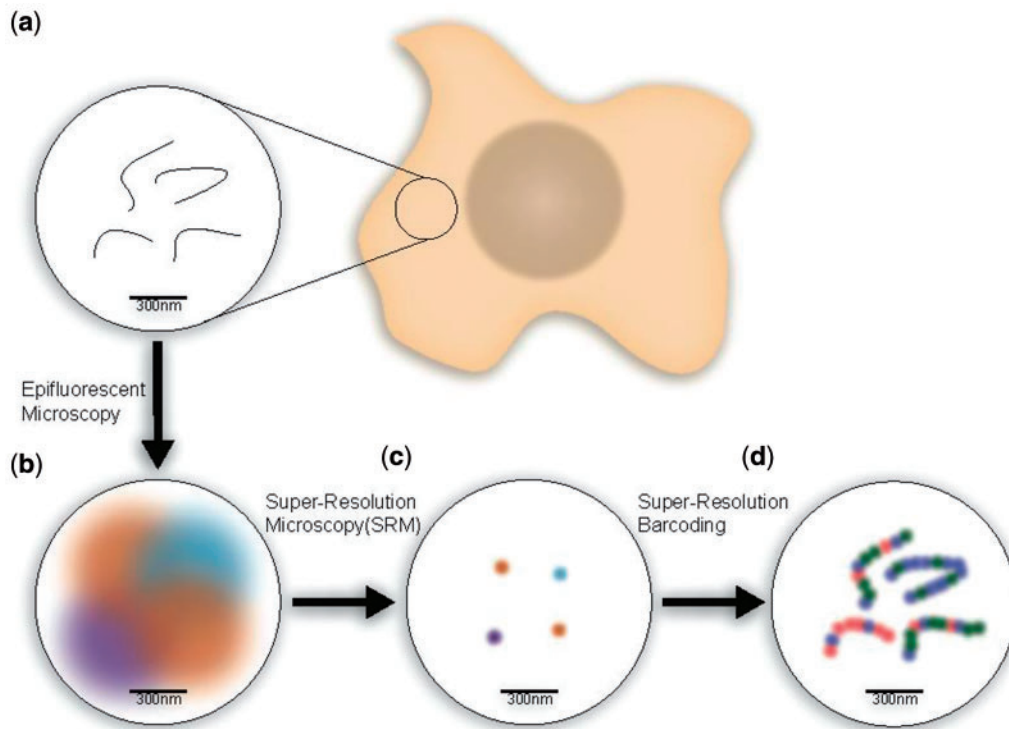 (a)
300nm
Epifluorescent
Microscopy
(b)
300nm
Super-Resolution
Microscopy(SRM)
(c)
300nm
Super-Resolution
Barcoding
(d)
300nm